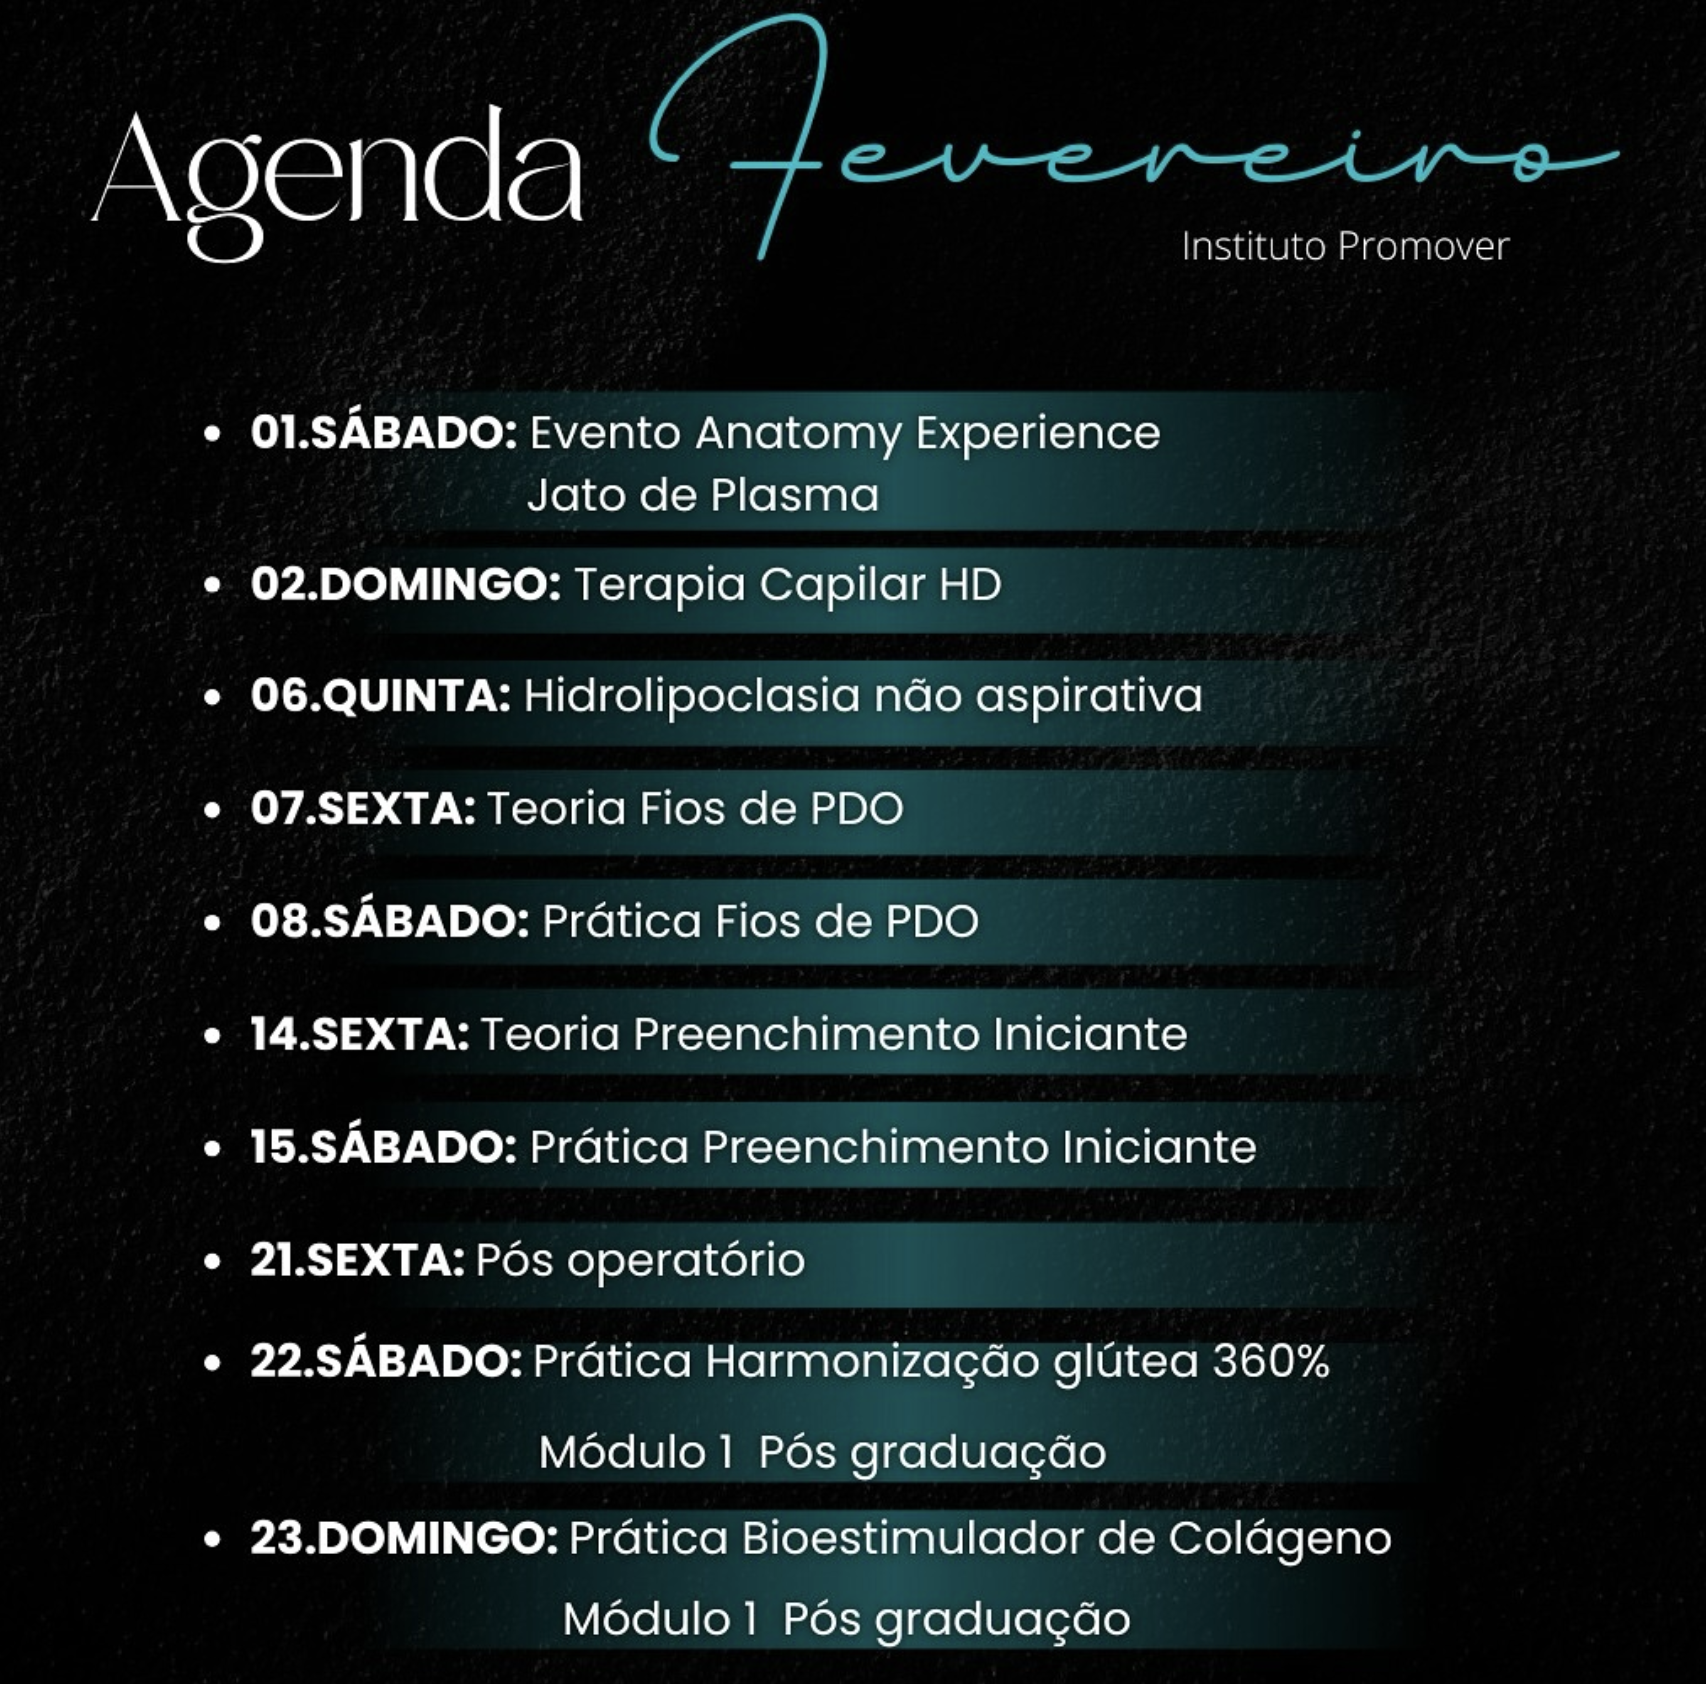 Agenda Fevereiro
Instituto Promover
• 01.SÁBADO: Evento Anatomy Experience
Jato de Plasma
• 02.DOMINGO: Terapia Capilar HD
• 06.QUINTA: Hidrolipoclasia não aspirativa
• 07.SEXTA: Teoria Fios de PDO
• 08.SÁBADO: Prática Fios de PDO
• 14.SEXTA: Teoria Preenchimento Iniciante
• 15.SÁBADO: Prática Preenchimento Iniciante
• 21.SEXTA: Pós operatório
• 22.SÁBADO: Prática Harmonização glútea 360%
Módulo 1 Pós graduação
• 23.DOMINGO: Prática Bioestimulador de Colágeno
Módulo 1 Pós graduação